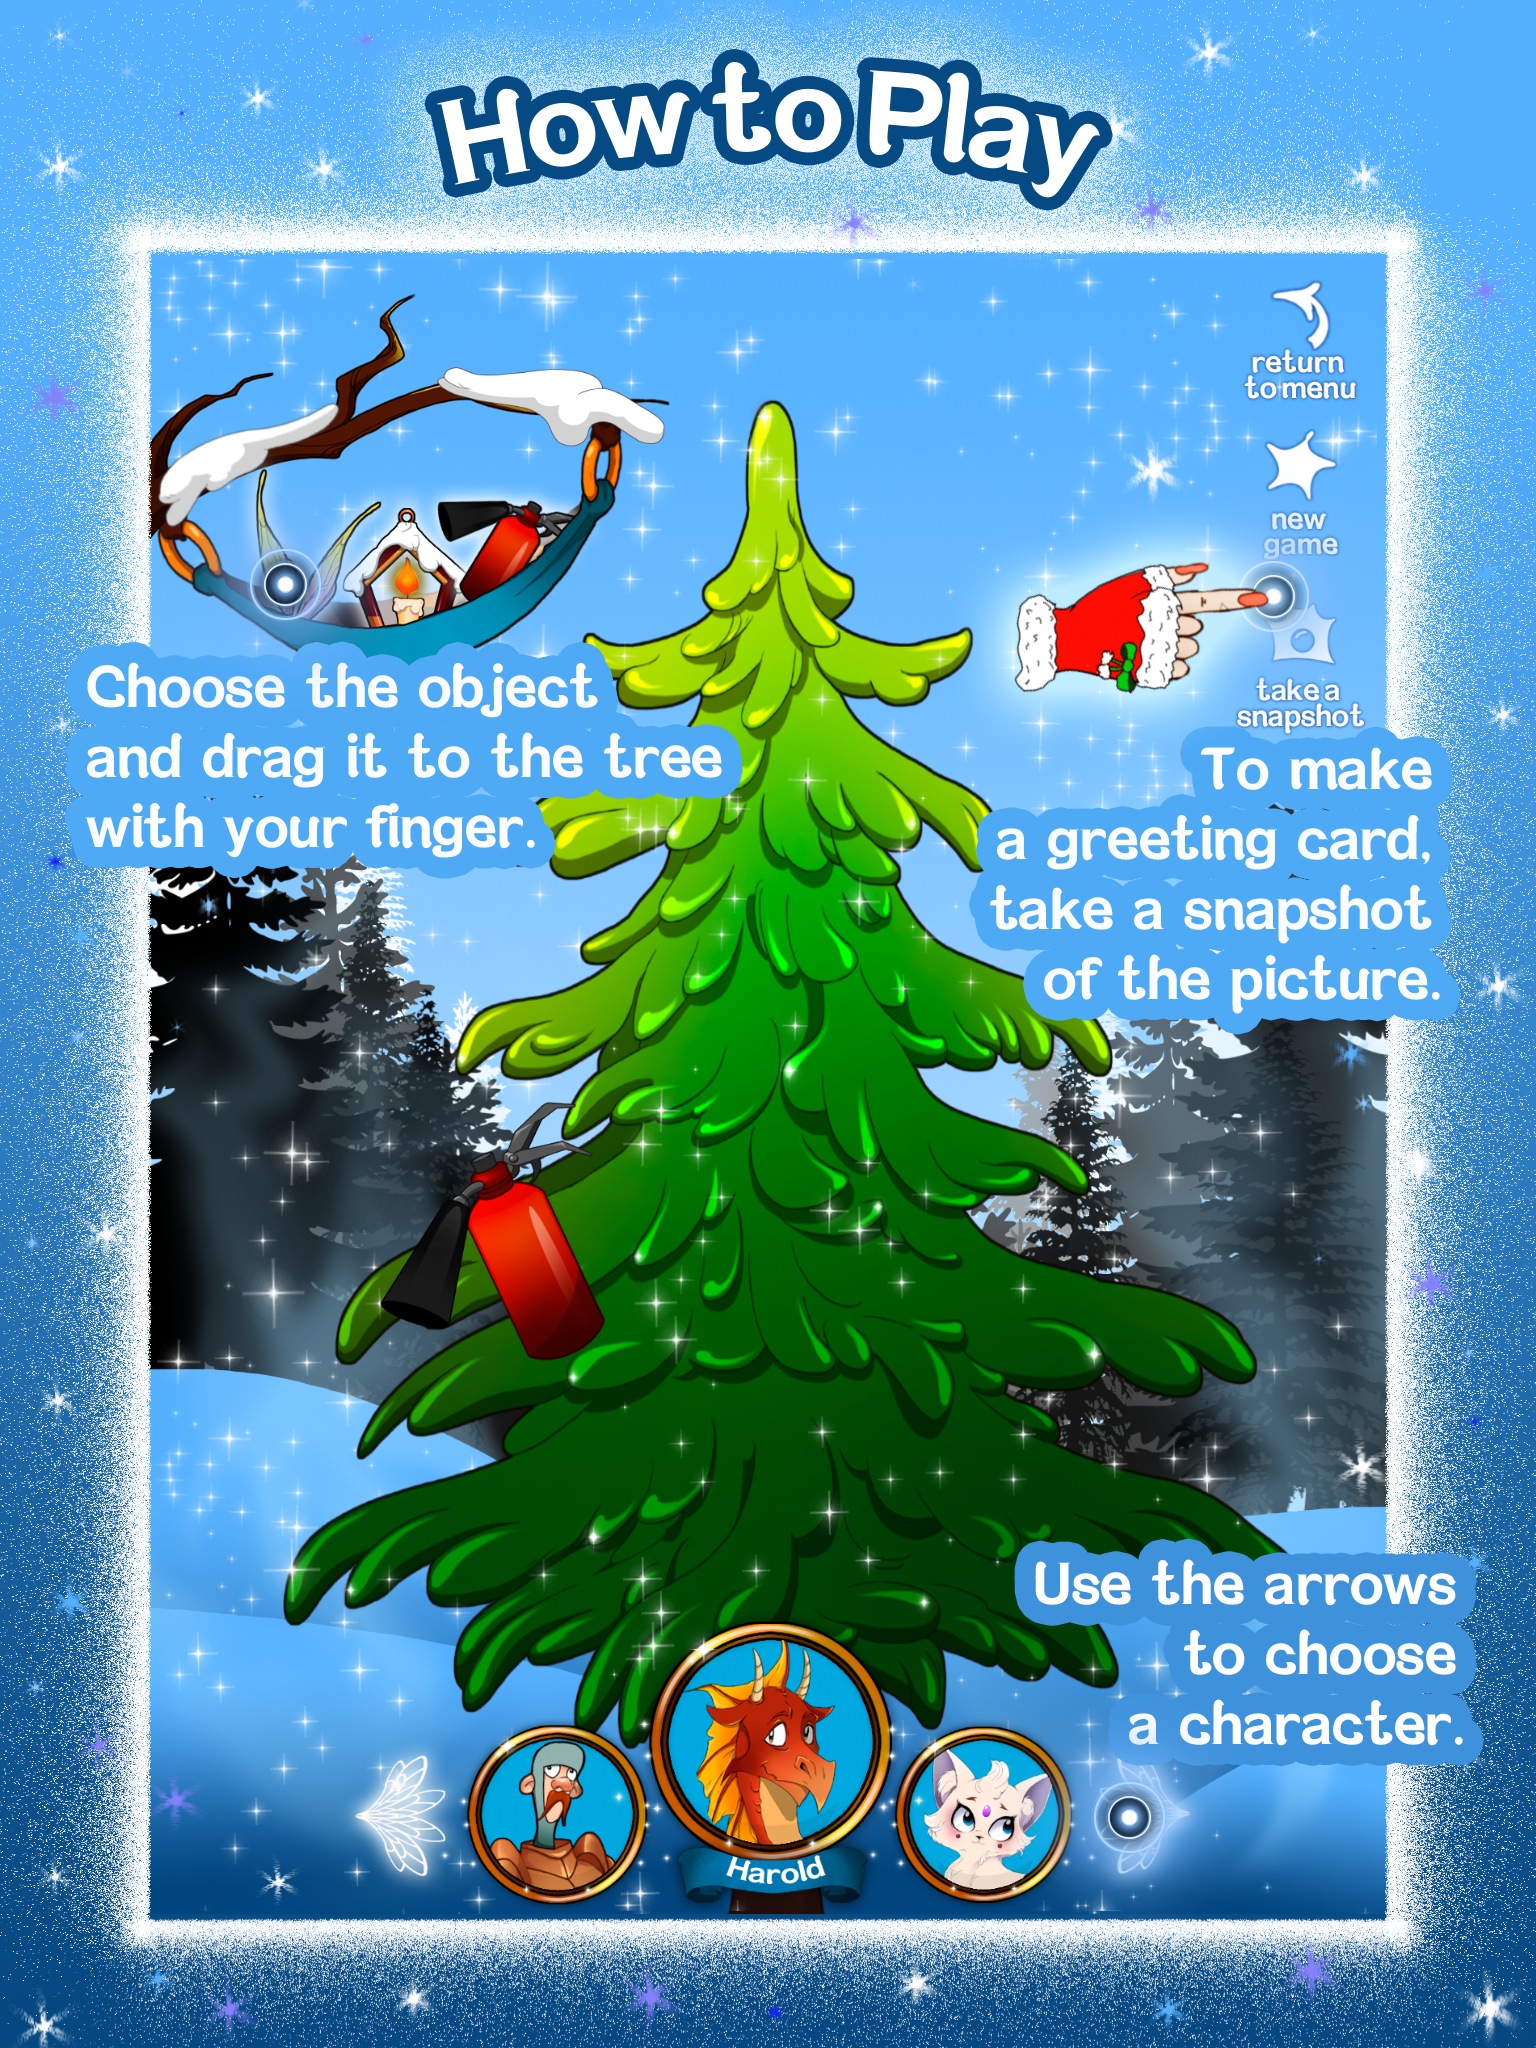 How to Play
return
to menu
new
game
take a
snapshot
Choose the object
and drag it to the tree
with your finger.
To make
a greeting card,
take a snapshot
of the picture.
Use the arrows
to choose
a character.
Harold